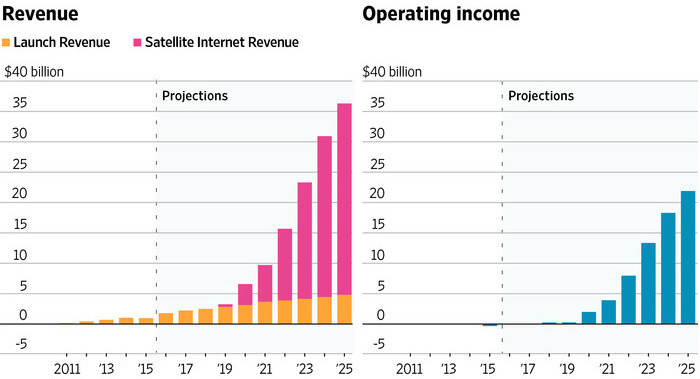 Revenue
Launch Revenue
Satellite Internet Revenue
$40 billion
Projections
35
30
25
20
15
10
5
0
-5
2011 '13 '15 '17 '19 '21 '23 '25
Operating income
$40 billion
Projections
35
30
25
20
15
10
5
0
-5
2011 '13 '15 '17 '19 '21 '23 '25